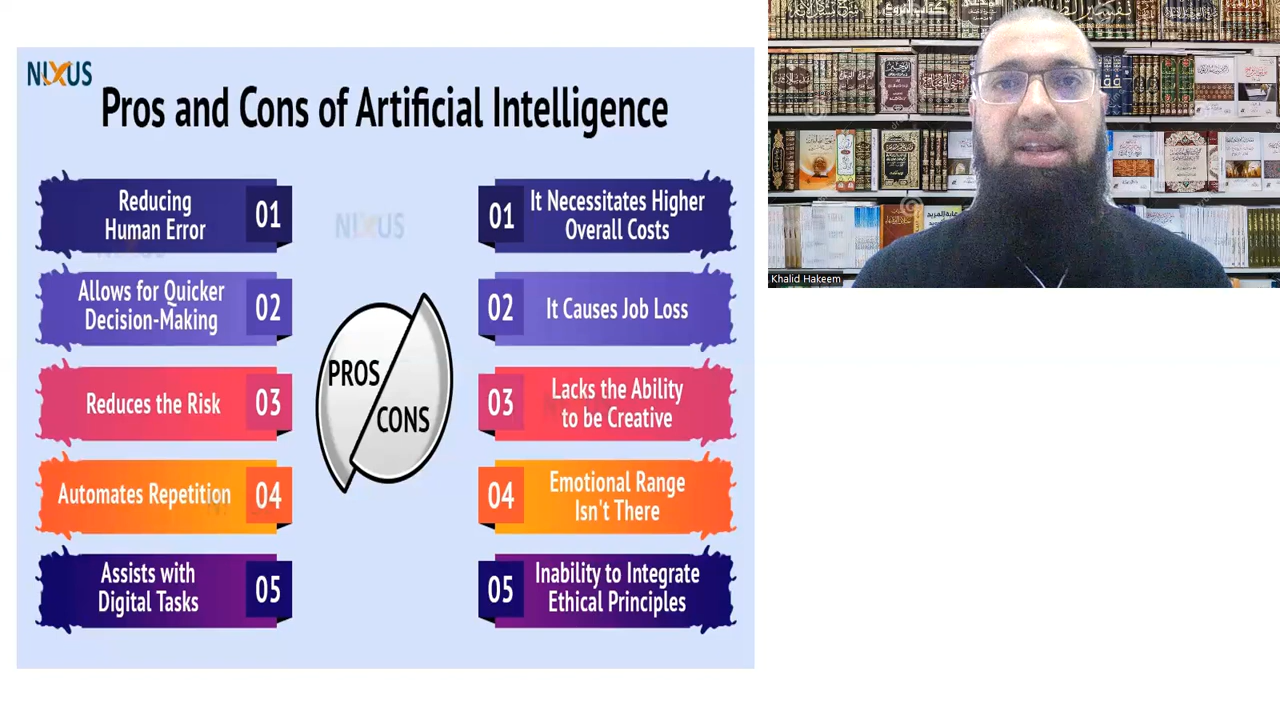 NIXUS
Pros and Cons of Artificial Intelligence
Reducing
Human Error
01
Allows for Quicker
Decision-Making
02
Reduces the Risk
03
Automates Repetition
04
Assists with
Digital Tasks
05
NIXUS
PROS
CONS
01
It Necessitates Higher
Overall Costs
02
It Causes Job Loss
03
Lacks the Ability
to be Creative
04
Emotional Range
Isn't There
05
Inability to Integrate
Ethical Principles
Khalid Hakeem